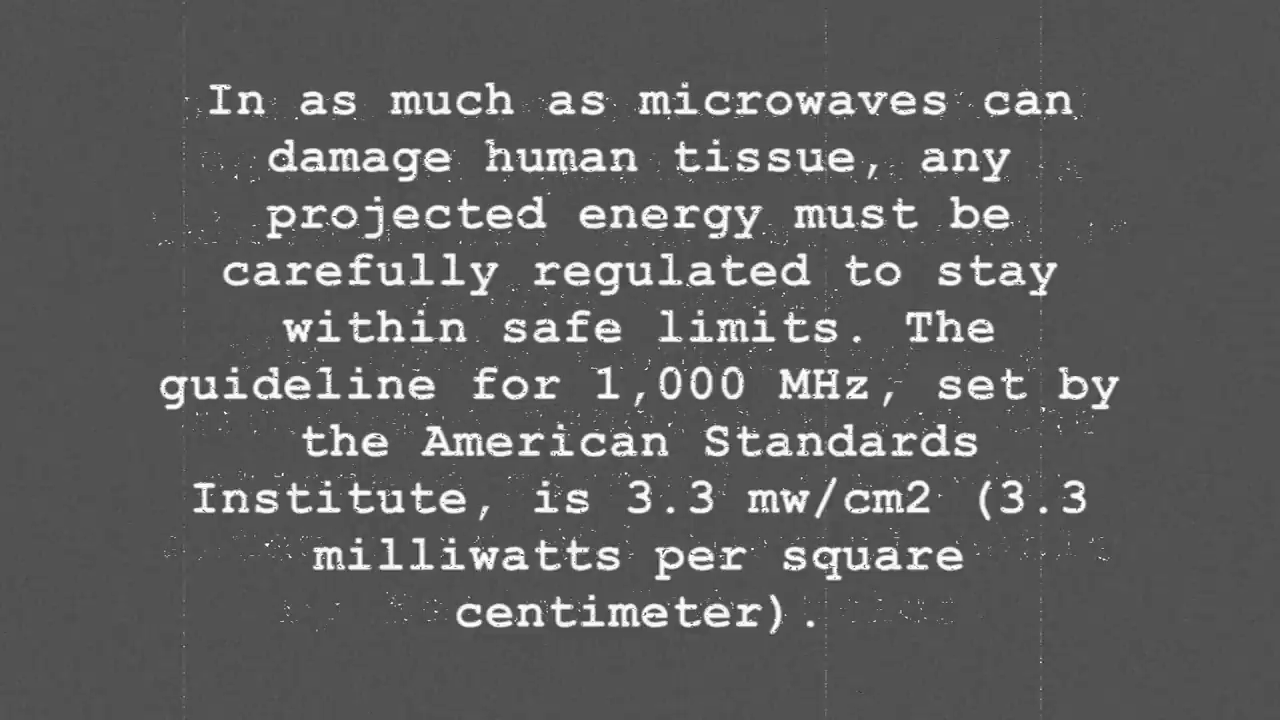 In as much as microwaves can
damage human tissue, any
projected energy must be
carefully regulated to stay
within safe limits. The
guideline for 1,000 MHz, set by
the American Standards
Institute, is 3.3 mw/cm2 (3.3
milliwatts per square
centimeter).